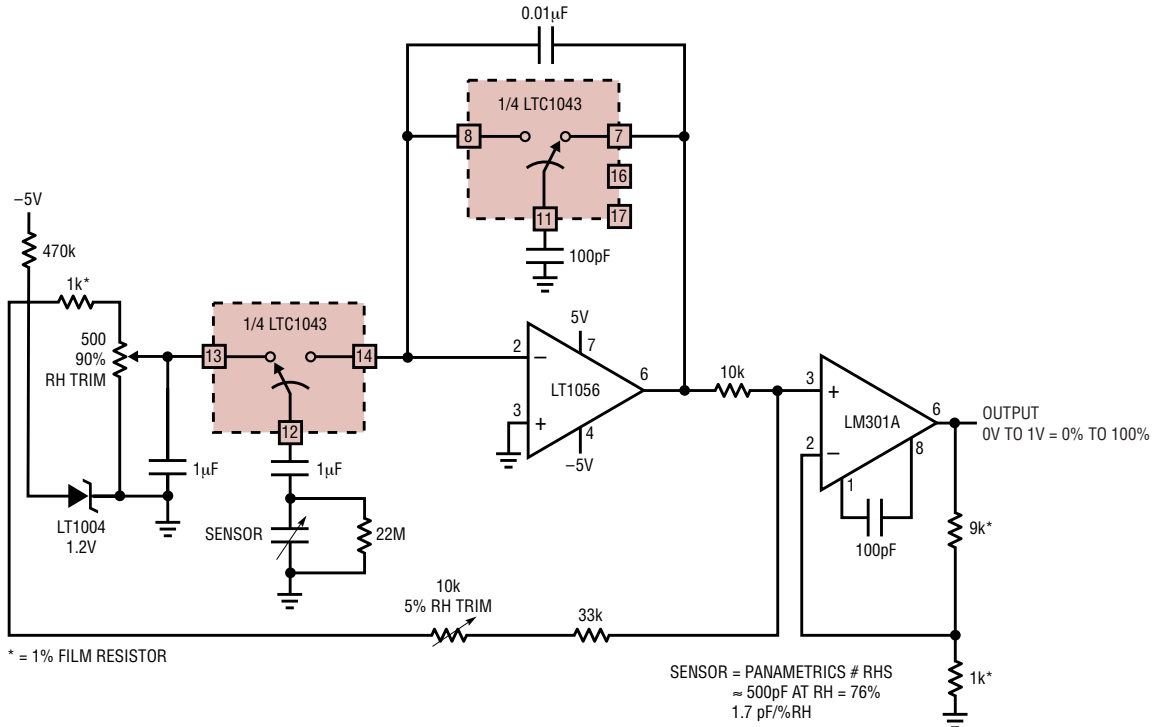 0.01µF
1/4 LTC1043
8
7
16
17
11
100pF
–5V
470k
1k*
500
90%
RH TRIM
1/4 LTC1043
13
14
12
1µF
1µF
LT1004
1.2V
SENSOR
22M
5V
2
7
–
LT1056
6
3
+
4
–5V
10k
3
+
LM301A
6
2
–
8
1
100pF
OUTPUT
0V TO 1V = 0% TO 100%
9k*
1k*
10k
5% RH TRIM
33k
* = 1% FILM RESISTOR
SENSOR = PANAMETRICS # RHS
≈ 500pF AT RH = 76%
1.7 pF/%RH